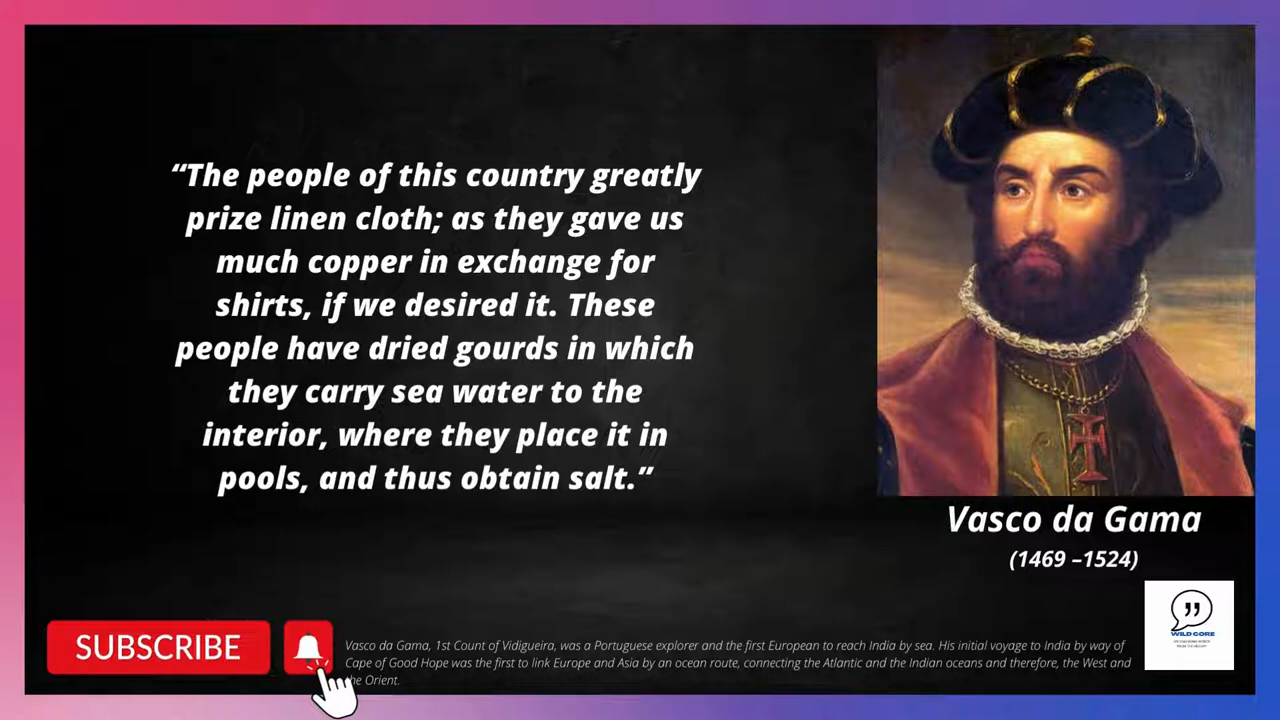 “The people of this country greatly
prize linen cloth; as they gave us
much copper in exchange for
shirts, if we desired it. These
people have dried gourds in which
they carry sea water to the
interior, where they place it in
pools, and thus obtain salt.”
Vasco da Gama
(1469 –1524)
SUBSCRIBE
Vasco da Gama, 1st Count of Vidigueira, was a Portuguese explorer and the first European to reach India by sea. His initial voyage to India by way of
Cape of Good Hope was the first to link Europe and Asia by an ocean route, connecting the Atlantic and the Indian oceans and therefore, the West and
the Orient.
WILD CORE
FROM THE HISTORY